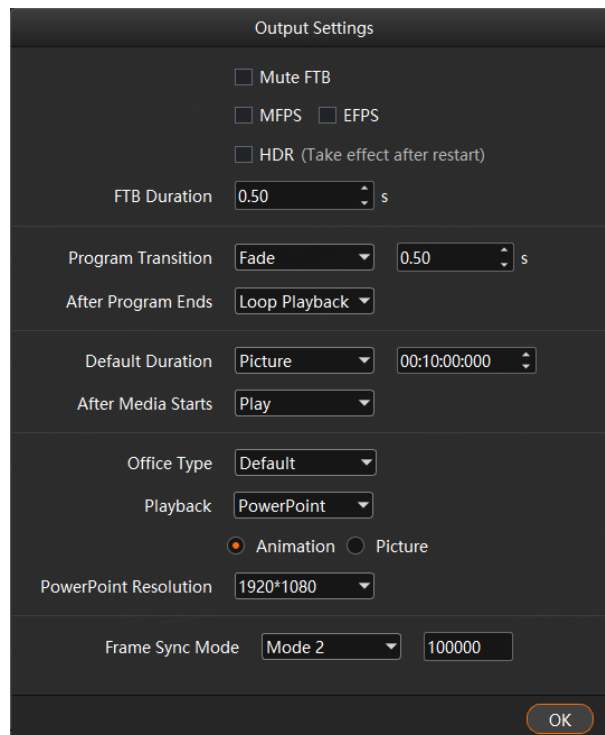 Output Settings
Mute FTB
MFPS EFPS
HDR (Take effect after restart)
FTB Duration 0.50 s
Program Transition Fade 0.50 s
After Program Ends Loop Playback
Default Duration Picture 00:10:00:000
After Media Starts Play
Office Type Default
Playback PowerPoint
Animation Picture
PowerPoint Resolution 1920*1080
Frame Sync Mode Mode 2 100000
OK